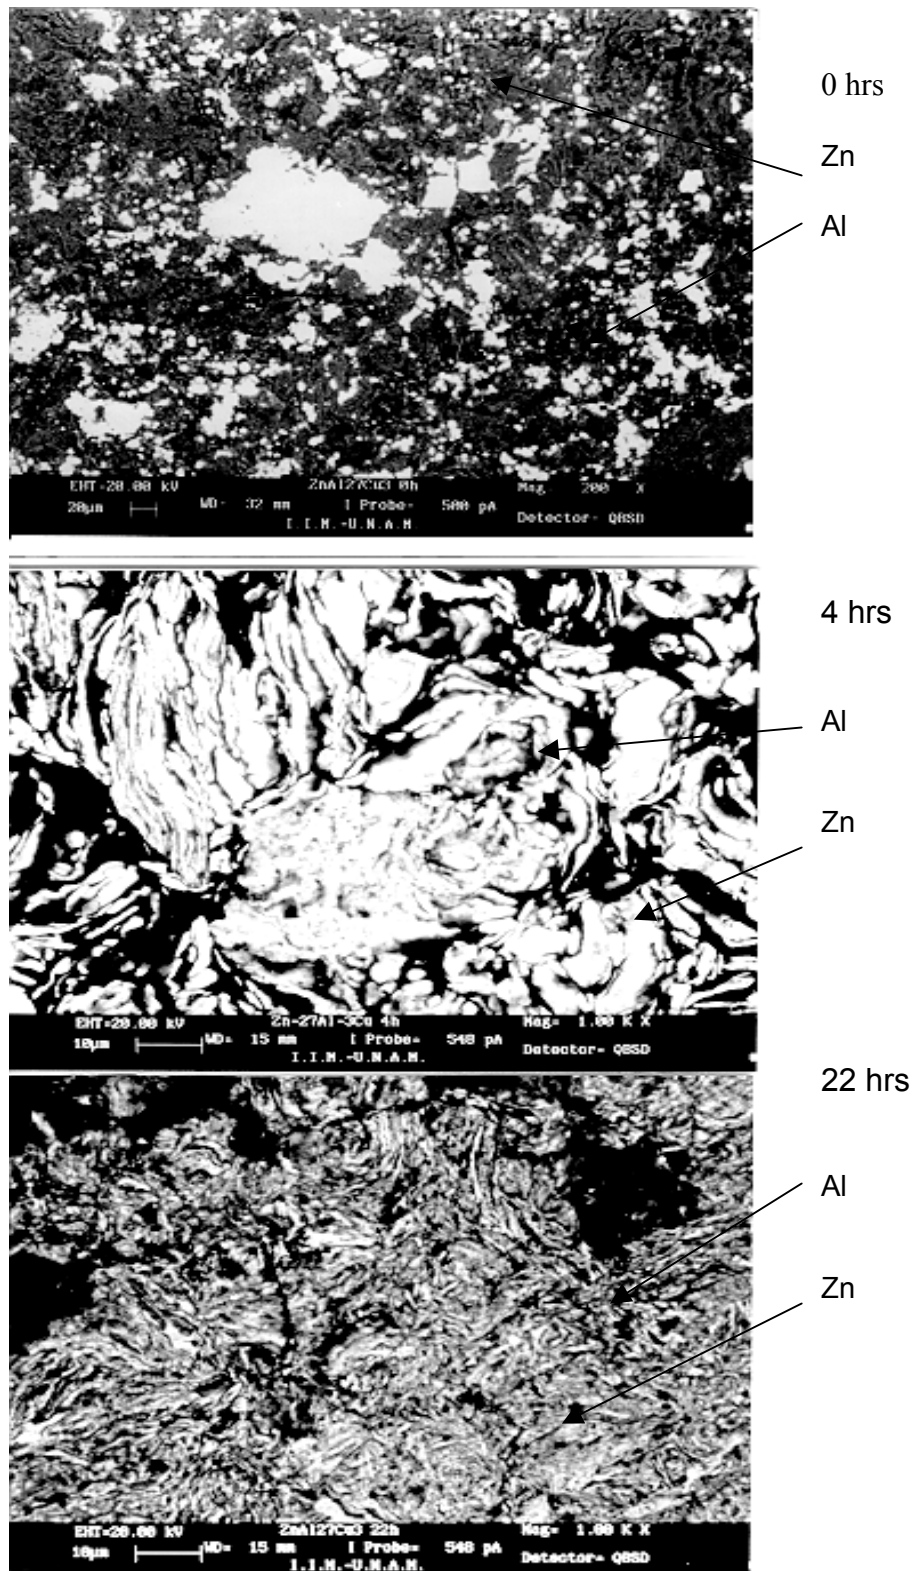 0 hrs
Zn
Al
EHT=20.00 kV ZnAl27Cu3 0h Mag= 200 X
20µm WD= 32 mm I Probe= 500 pA Detector= QBSD
I.I.M.-U.N.A.M.
4 hrs
Al
Zn
EHT=20.00 kV Zn-27Al-3Cu 4h Mag= 1.00 K X
10µm WD= 15 mm I Probe= 548 pA Detector= QBSD
I.I.M.-U.N.A.M.
22 hrs
Al
Zn
EHT=20.00 kV ZnAl27Cu3 22h Mag= 1.00 K X
10µm WD= 15 mm I Probe= 548 pA Detector= QBSD
I.I.M.-U.N.A.M.